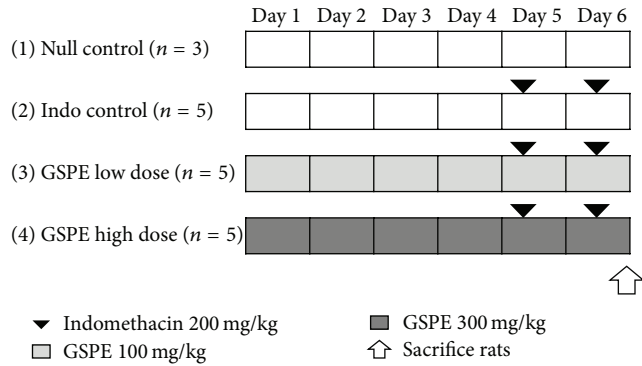 Day 1 Day 2 Day 3 Day 4 Day 5 Day 6
(1) Null control (n = 3)
(2) Indo control (n = 5)
(3) GSPE low dose (n = 5)
(4) GSPE high dose (n = 5)
Indomethacin 200 mg/kg
GSPE 300 mg/kg
GSPE 100 mg/kg
Sacrifice rats